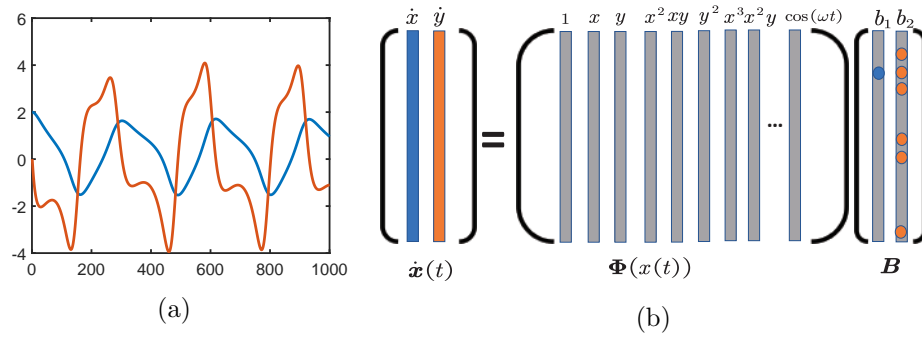 6
4
2
0
-2
-4
0 200 400 600 800 1000
(a)
ẋ ẏ
=
1 x y x² xy y² x³ x²y cos(ωt)
...
b₁ b₂
ẋ(t)
Φ(x(t))
B
(b)